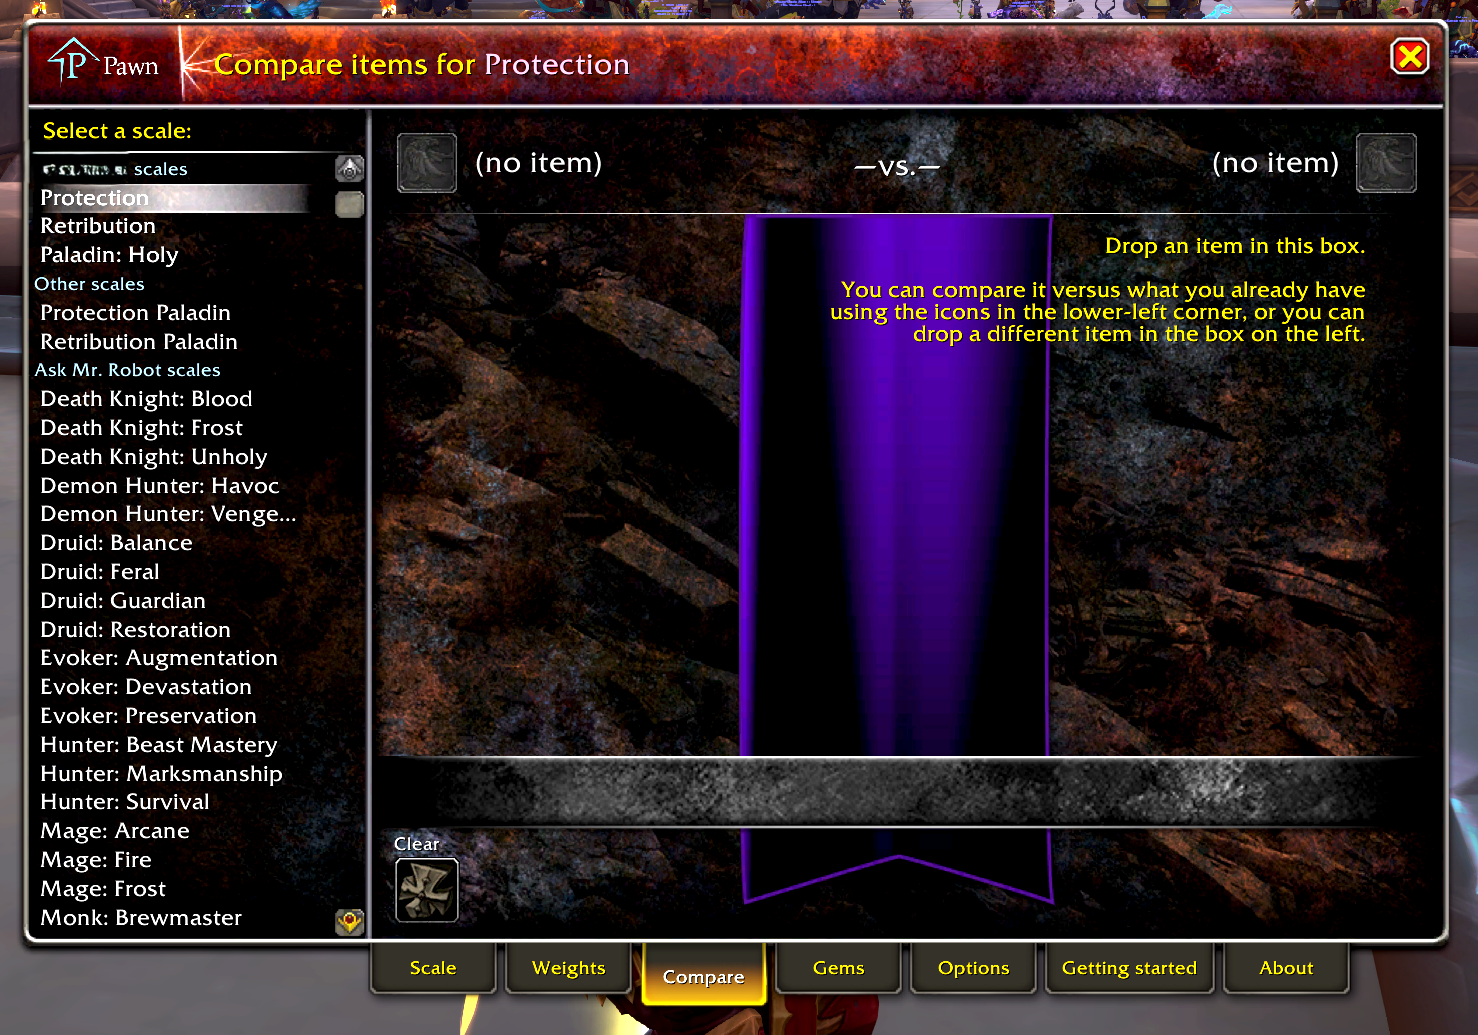 Pawn
Compare items for Protection
Select a scale:
scales
Protection
Retribution
Paladin: Holy
Other scales
Protection Paladin
Retribution Paladin
Ask Mr. Robot scales
Death Knight: Blood
Death Knight: Frost
Death Knight: Unholy
Demon Hunter: Havoc
Demon Hunter: Venge...
Druid: Balance
Druid: Feral
Druid: Guardian
Druid: Restoration
Evoker: Augmentation
Evoker: Devastation
Evoker: Preservation
Hunter: Beast Mastery
Hunter: Marksmanship
Hunter: Survival
Mage: Arcane
Mage: Fire
Mage: Frost
Monk: Brewmaster
(no item)
—vs.—
(no item)
Drop an item in this box.
You can compare it versus what you already have
using the icons in the lower-left corner, or you can
drop a different item in the box on the left.
Clear
Scale
Weights
Compare
Gems
Options
Getting started
About